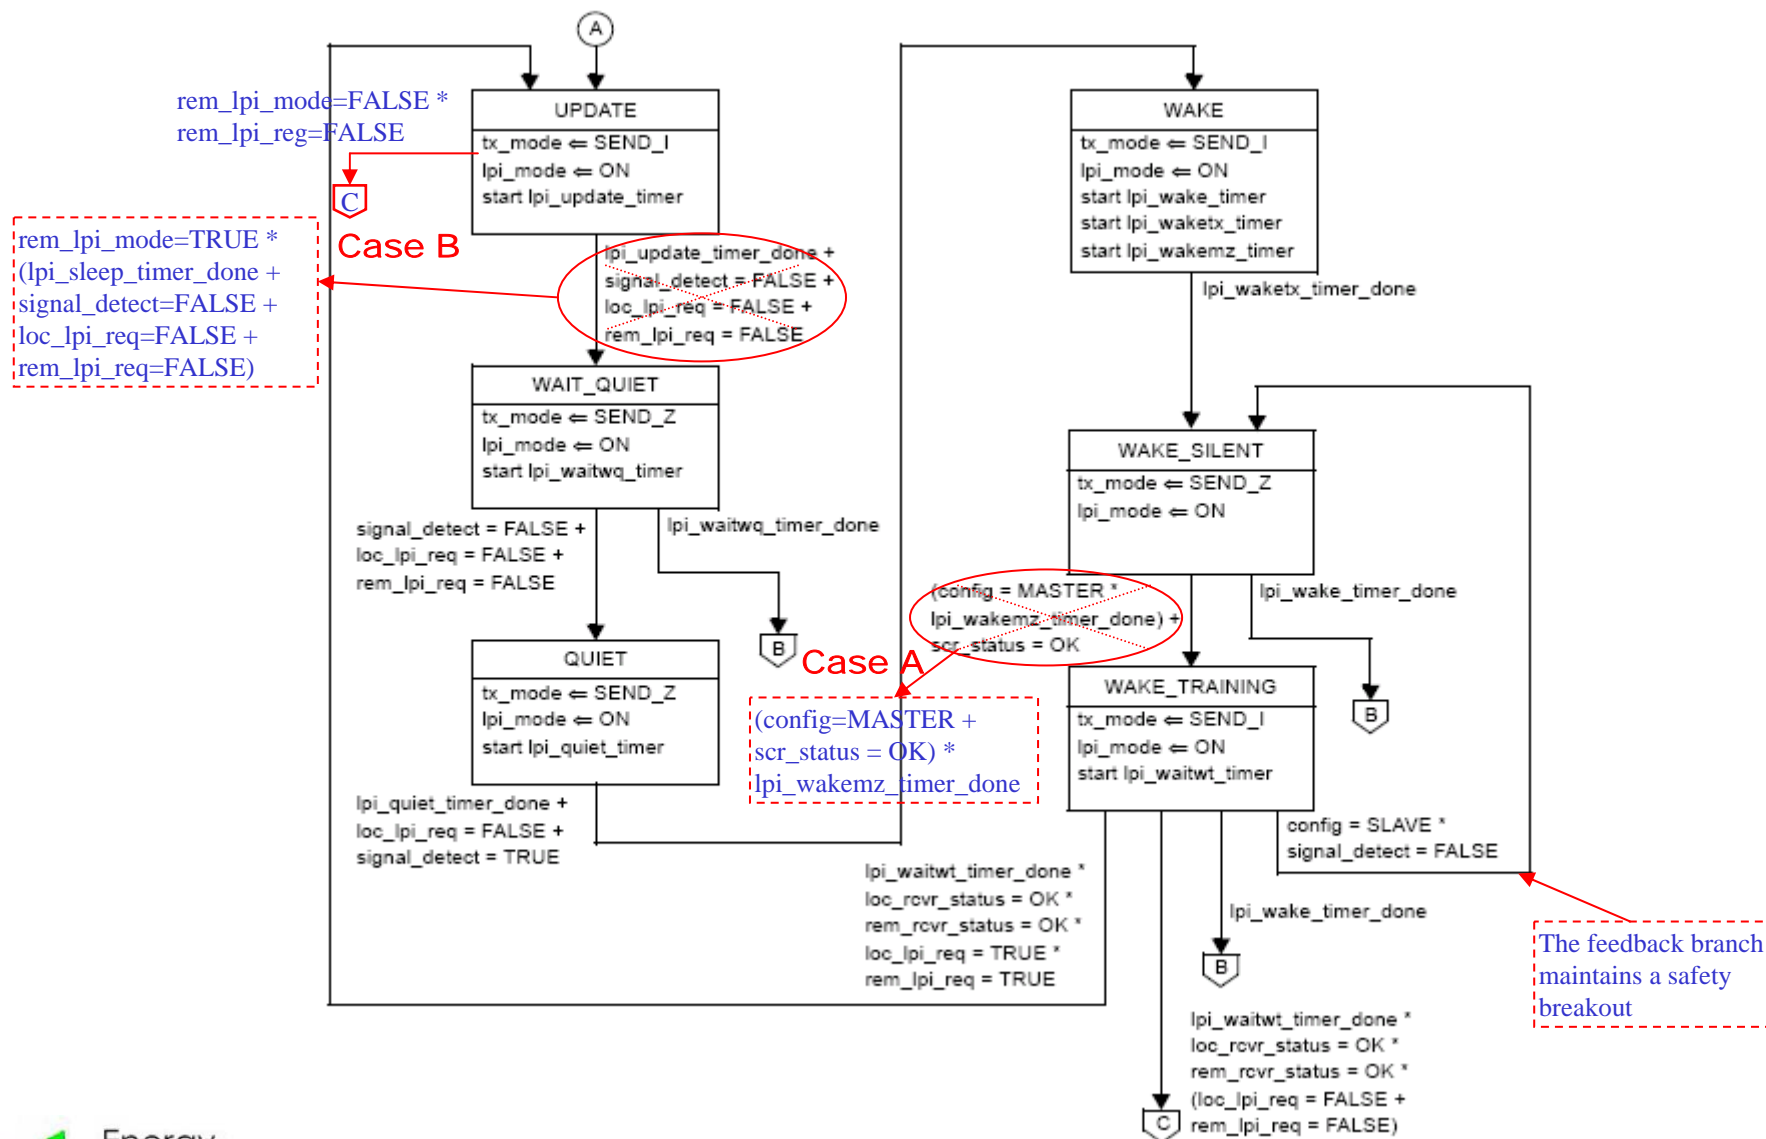 A
rem_lpi_mode=FALSE *
rem_lpi_reg=FALSE
C
Case B
UPDATE
tx_mode ⇐ SEND_I
lpi_mode ⇐ ON
start lpi_update_timer
rem_lpi_mode=TRUE *
(lpi_sleep_timer_done +
signal_detect=FALSE +
loc_lpi_req=FALSE +
rem_lpi_req=FALSE)
lpi_update_timer_done +
signal_detect = FALSE +
loc_lpi_req = FALSE +
rem_lpi_req = FALSE
WAIT_QUIET
tx_mode ⇐ SEND_Z
lpi_mode ⇐ ON
start lpi_waitwq_timer
signal_detect = FALSE +
loc_lpi_req = FALSE +
rem_lpi_req = FALSE
lpi_waitwq_timer_done
B
QUIET
tx_mode ⇐ SEND_Z
lpi_mode ⇐ ON
start lpi_quiet_timer
lpi_quiet_timer_done +
loc_lpi_req = FALSE +
signal_detect = TRUE
WAKE
tx_mode ⇐ SEND_I
lpi_mode ⇐ ON
start lpi_wake_timer
start lpi_waketx_timer
start lpi_wakemz_timer
lpi_waketx_timer_done
WAKE_SILENT
tx_mode ⇐ SEND_Z
lpi_mode ⇐ ON
(config = MASTER *
lpi_wakemz_timer_done) +
scr_status = OK
Case A
(config=MASTER +
scr_status = OK) *
lpi_wakemz_timer_done
lpi_wake_timer_done
B
WAKE_TRAINING
tx_mode ⇐ SEND_I
lpi_mode ⇐ ON
start lpi_waitwt_timer
config = SLAVE *
signal_detect = FALSE
lpi_waitwt_timer_done *
loc_rcvr_status = OK *
rem_rcvr_status = OK *
loc_lpi_req = TRUE *
rem_lpi_req = TRUE
lpi_wake_timer_done
B
The feedback branch
maintains a safety
breakout
lpi_waitwt_timer_done *
loc_rcvr_status = OK *
rem_rcvr_status = OK *
(loc_lpi_req = FALSE +
rem_lpi_req = FALSE)
C
Energy